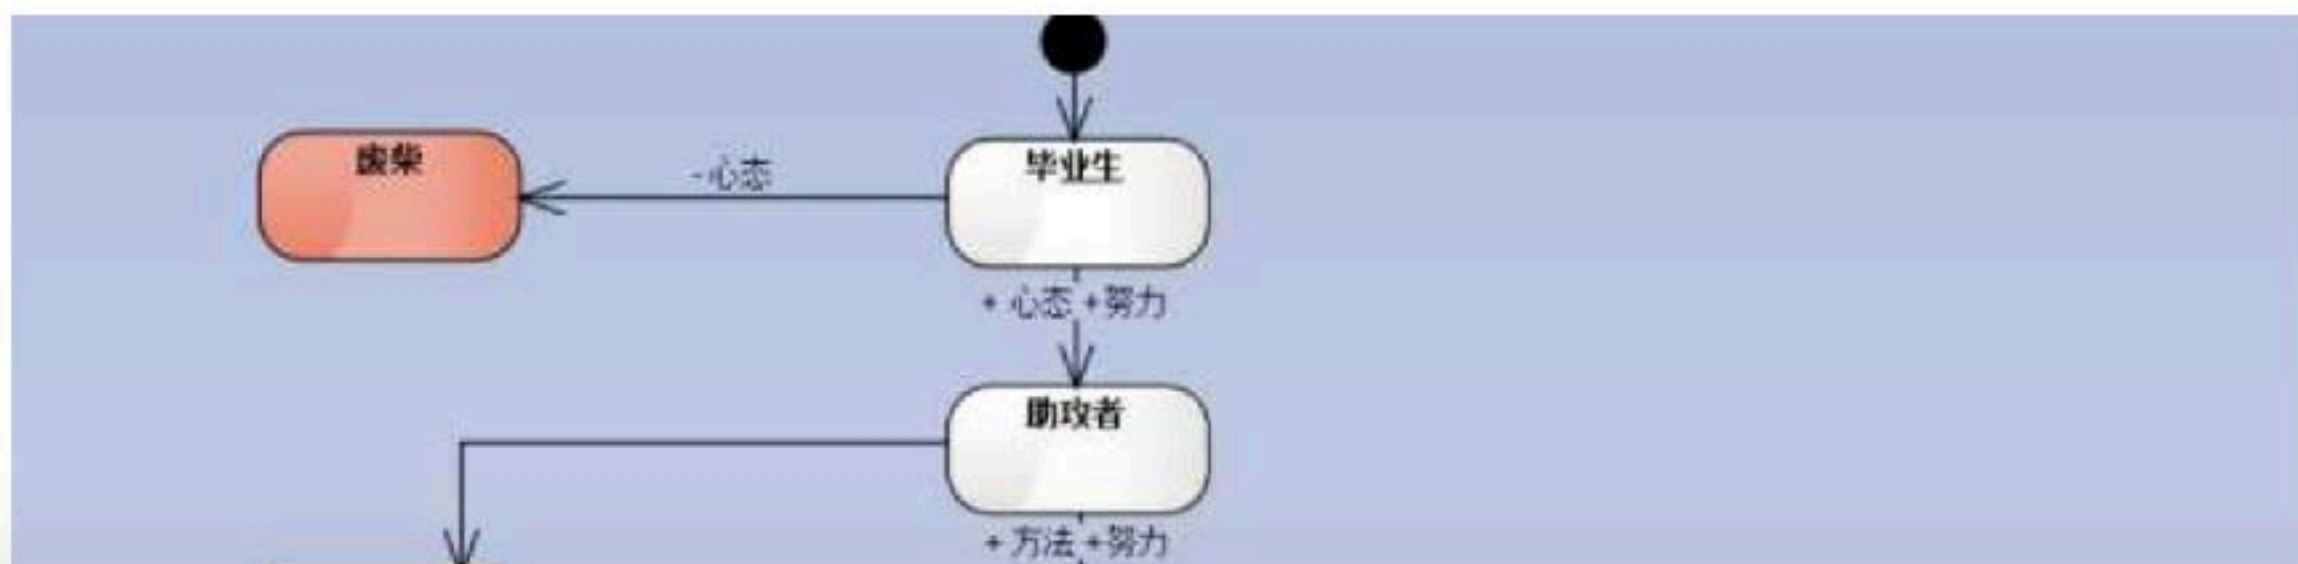 废柴
-心态
毕业生
+ 心态 +努力
助攻者
+ 方法 +努力